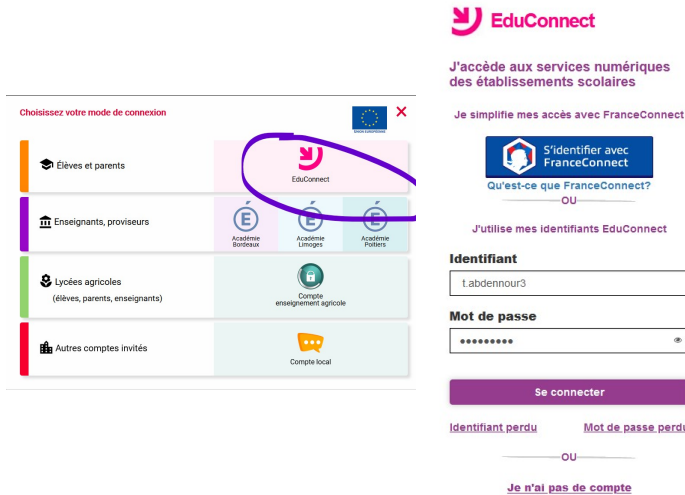 Choisissez votre mode de connexion
UNION EUROPÉENNE
Élèves et parents
EduConnect
Enseignants, proviseurs
Académie
Bordeaux
Académie
Limoges
Académie
Poitiers
Lycées agricoles
(élèves, parents, enseignants)
Compte
enseignement agricole
Autres comptes invités
Compte local
EduConnect
J'accède aux services numériques
des établissements scolaires
Je simplifie mes accès avec FranceConnect
S'identifier avec
FranceConnect
Qu'est-ce que FranceConnect?
OU
J'utilise mes identifiants EduConnect
Identifiant
t.abdennour3
Mot de passe
•••••••••
Se connecter
Identifiant perdu
Mot de passe perdu
OU
Je n'ai pas de compte